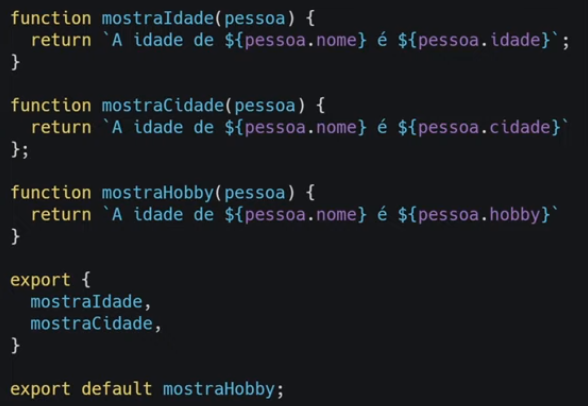 function mostraIdade(pessoa) {
  return `A idade de ${pessoa.nome} é ${pessoa.idade}`;
}
function mostraCidade(pessoa) {
  return `A idade de ${pessoa.nome} é ${pessoa.cidade}`
};
function mostraHobby(pessoa) {
  return `A idade de ${pessoa.nome} é ${pessoa.hobby}`
}
export {
  mostraIdade,
  mostraCidade,
}
export default mostraHobby;